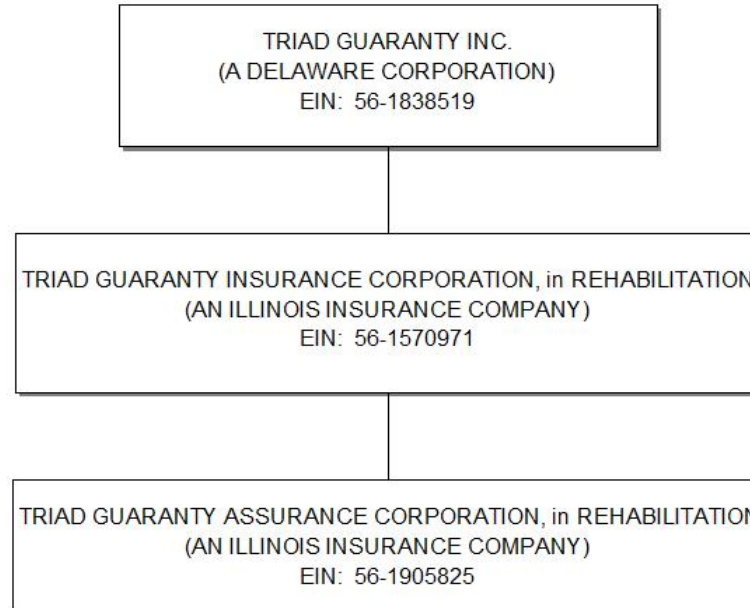 TRIAD GUARANTY INC.
(A DELAWARE CORPORATION)
EIN: 56-1838519
TRIAD GUARANTY INSURANCE CORPORATION, in REHABILITATION
(AN ILLINOIS INSURANCE COMPANY)
EIN: 56-1570971
TRIAD GUARANTY ASSURANCE CORPORATION, in REHABILITATION
(AN ILLINOIS INSURANCE COMPANY)
EIN: 56-1905825